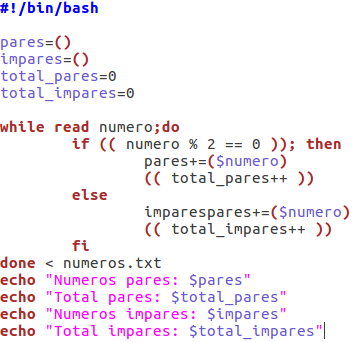 #!/bin/bash

pares=()
impares=()
total_pares=0
total_impares=0

while read numero;do
        if (( numero % 2 == 0 )); then
                pares+=($numero)
                (( total_pares++ ))
        else
                imparespares+=($numero)
                (( total_impares++ ))
        fi
done < numeros.txt
echo "Numeros pares: $pares"
echo "Total pares: $total_pares"
echo "Numeros impares: $impares"
echo "Total impares: $total_impares"